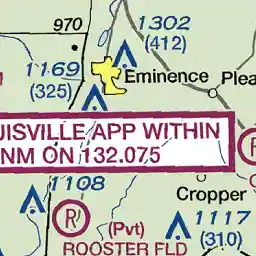 970
1302
(412)
1169
(325)
Eminence
Plea
UISVILLE APP WITHIN
NM ON 132.075
R
1108
Cropper
1117
(310)
R
(Pvt)
ROOSTER FLD